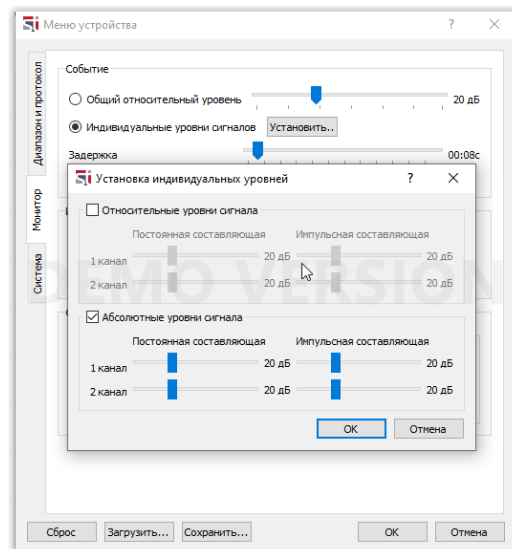 Меню устройства ? ×
Диапазон и протокол
Монитор
Система
Событие
Общий относительный уровень 20 дБ
Индивидуальные уровни сигналов Установить..
Задержка 00:08с
Установка индивидуальных уровней ? ×
Относительные уровни сигнала
Постоянная составляющая Импульсная составляющая
1 канал 20 дБ 20 дБ
2 канал 20 дБ 20 дБ
DEMO VERSION
Абсолютные уровни сигнала
Постоянная составляющая Импульсная составляющая
1 канал 20 дБ 20 дБ
2 канал 20 дБ 20 дБ
OK Отмена
Сброс Загрузить... Сохранить... OK Отмена